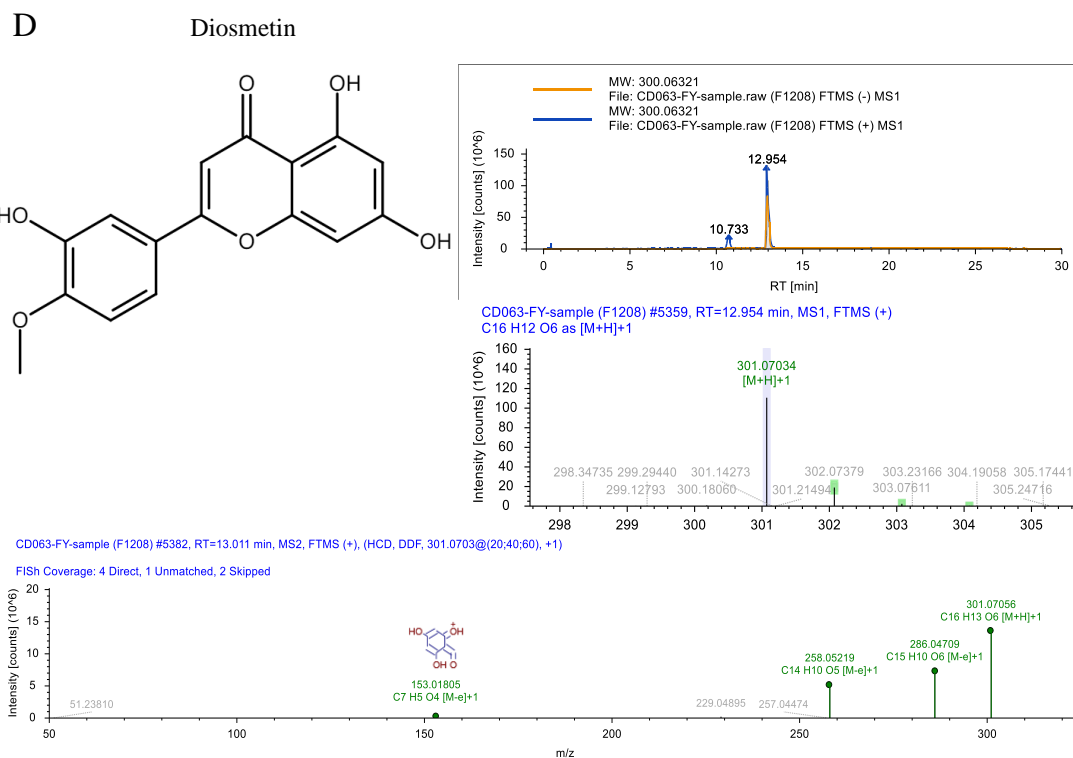 D
Diosmetin
O
OH
HO
O
OH
O
MW: 300.06321
File: CD063-FY-sample.raw (F1208) FTMS (-) MS1
MW: 300.06321
File: CD063-FY-sample.raw (F1208) FTMS (+) MS1
Intensity [counts] (10^6)
150
100
50
0
12.954
10.733
0 5 10 15 20 25 30
RT [min]
CD063-FY-sample (F1208) #5359, RT=12.954 min, MS1, FTMS (+)
C16 H12 O6 as [M+H]+1
Intensity [counts] (10^6)
160
140
120
100
80
60
40
20
0
301.07034
[M+H]+1
298.34735 299.29440 301.14273 302.07379 303.23166 304.19058 305.17441
299.12793 300.18060 301.21494 303.07611 305.24716
298 299 300 301 302 303 304 305
CD063-FY-sample (F1208) #5382, RT=13.011 min, MS2, FTMS (+), (HCD, DDF, 301.0703@(20;40;60), +1)
FISh Coverage: 4 Direct, 1 Unmatched, 2 Skipped
Intensity [counts] (10^6)
20
15
10
5
0
HO
OH
+
OH O
51.23810
153.01805
C7 H5 O4 [M-e]+1
229.04895 257.04474
258.05219
C14 H10 O5 [M-e]+1
286.04709
C15 H10 O6 [M-e]+1
301.07056
C16 H13 O6 [M+H]+1
50 100 150 200 250 300
m/z